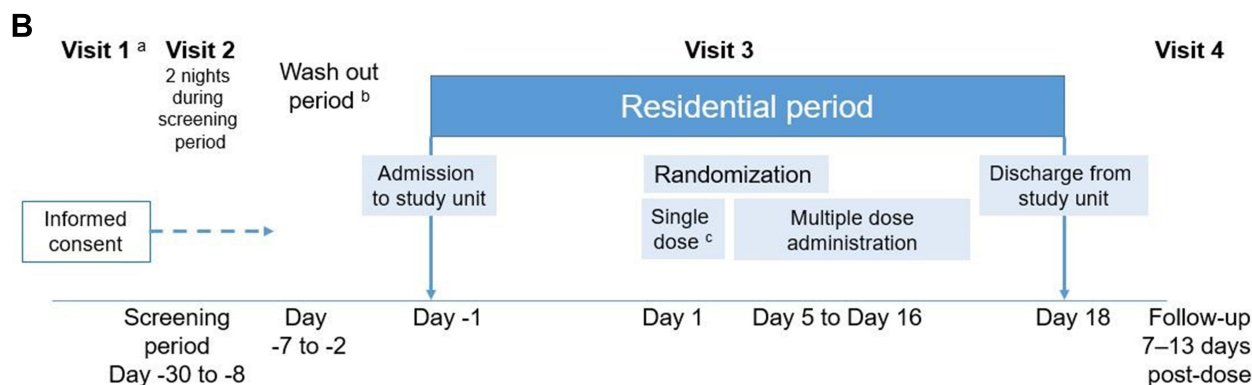 B
Visit 1 a
Visit 2
2 nights
during
screening
period
Wash out
period b
Visit 3
Visit 4
Residential period
Admission
to study unit
Randomization
Discharge from
study unit
Informed
consent
Single
dose c
Multiple dose
administration
Screening
period
Day -30 to -8
Day
-7 to -2
Day -1
Day 1
Day 5 to Day 16
Day 18
Follow-up
7–13 days
post-dose